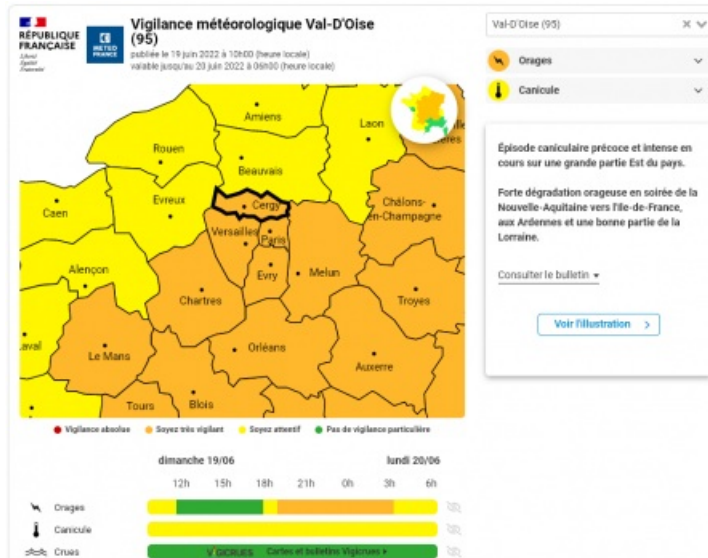 RÉPUBLIQUE
FRANÇAISE
Liberté
Égalité
Fraternité
METEO
FRANCE
Vigilance météorologique Val-D'Oise
(95)
publiée le 19 juin 2022 à 10h00 (heure locale)
valable jusqu'au 20 juin 2022 à 06h00 (heure locale)
Amiens
Laon
Rouen
Beauvais
Caen
Evreux
Cergy
Châlons-
en-Champagne
Versailles
Paris
Alençon
Evry
Melun
Chartres
Troyes
Le Mans
Orléans
Auxerre
Tours
Blois
Vigilance absolue
Soyez très vigilant
Soyez attentif
Pas de vigilance particulière
dimanche 19/06
lundi 20/06
12h 15h 18h 21h 0h 3h 6h
Orages
Canicule
Crues
VIGICRUES Cartes et bulletins Vigicrues
Val-D'Oise (95)
Orages
Canicule
Épisode caniculaire précoce et intense en
cours sur une grande partie Est du pays.
Forte dégradation orageuse en soirée de la
Nouvelle-Aquitaine vers l'Ile-de-France,
aux Ardennes et une bonne partie de la
Lorraine.
Consulter le bulletin
Voir l'illustration